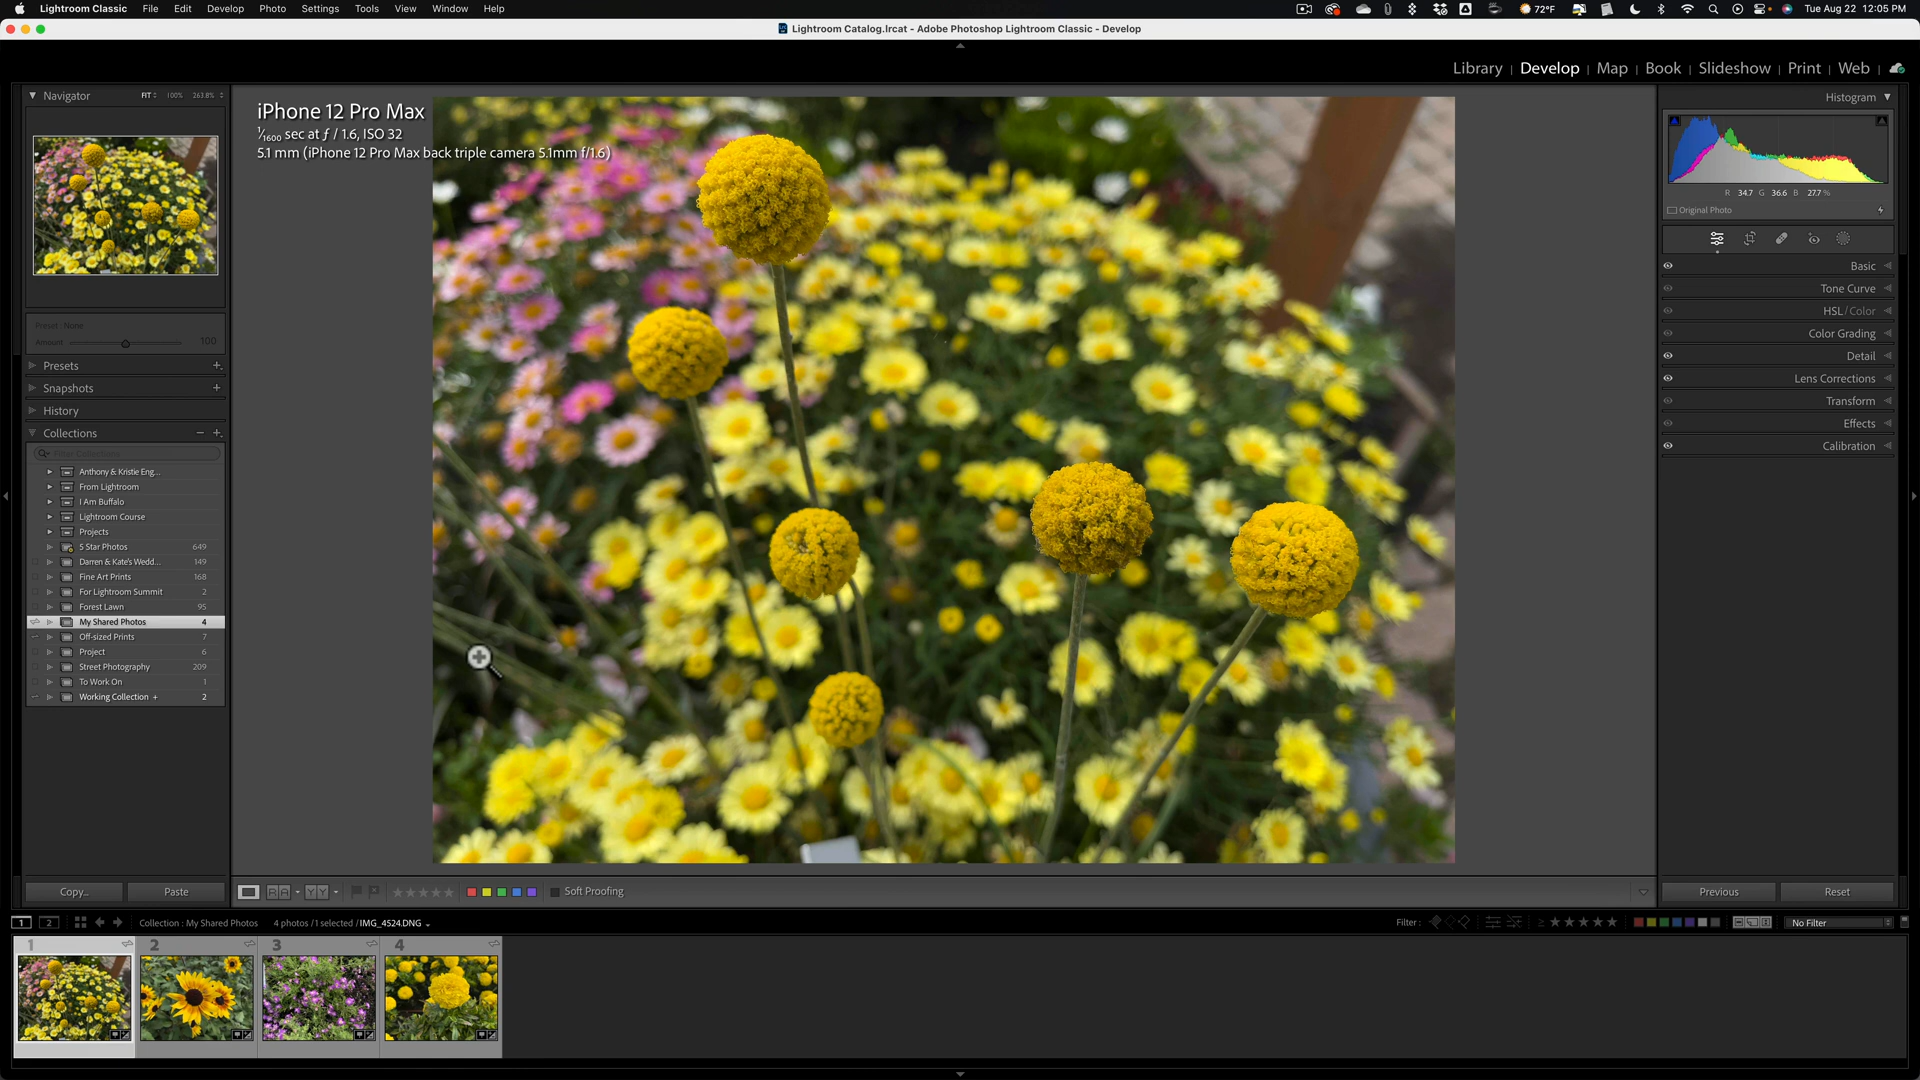 Lightroom Classic File Edit Develop Photo Settings Tools View Window Help 72°F Tue Aug 22 12:05 PM
Lightroom Catalog.lrcat - Adobe Photoshop Lightroom Classic - Develop
Library | Develop | Map | Book | Slideshow | Print | Web
Navigator FIT 100% 263.8%
Histogram
iPhone 12 Pro Max
1/1600 sec at ƒ / 1.6, ISO 32
5.1 mm (iPhone 12 Pro Max back triple camera 5.1mm f/1.6)
R 34.7 G 36.6 B 27.7 %
Original Photo
Basic
Tone Curve
HSL / Color
Color Grading
Detail
Lens Corrections
Transform
Effects
Calibration
Preset: None
Amount 100
Presets
Snapshots
History
Collections
Filter Collections
Anthony & Kristie Eng...
From Lightroom
I Am Buffalo
Lightroom Course
Projects
5 Star Photos 649
Darren & Kate's Wedd... 149
Fine Art Prints 168
For Lightroom Summit 2
Forest Lawn 95
My Shared Photos 4
Off-sized Prints 7
Project 6
Street Photography 209
To Work On 1
Working Collection + 2
Copy... Paste
R A Y Y
Soft Proofing
Previous Reset
1 2 Collection : My Shared Photos 4 photos / 1 selected / IMG_4524.DNG
Filter : No Filter
1 2 3 4